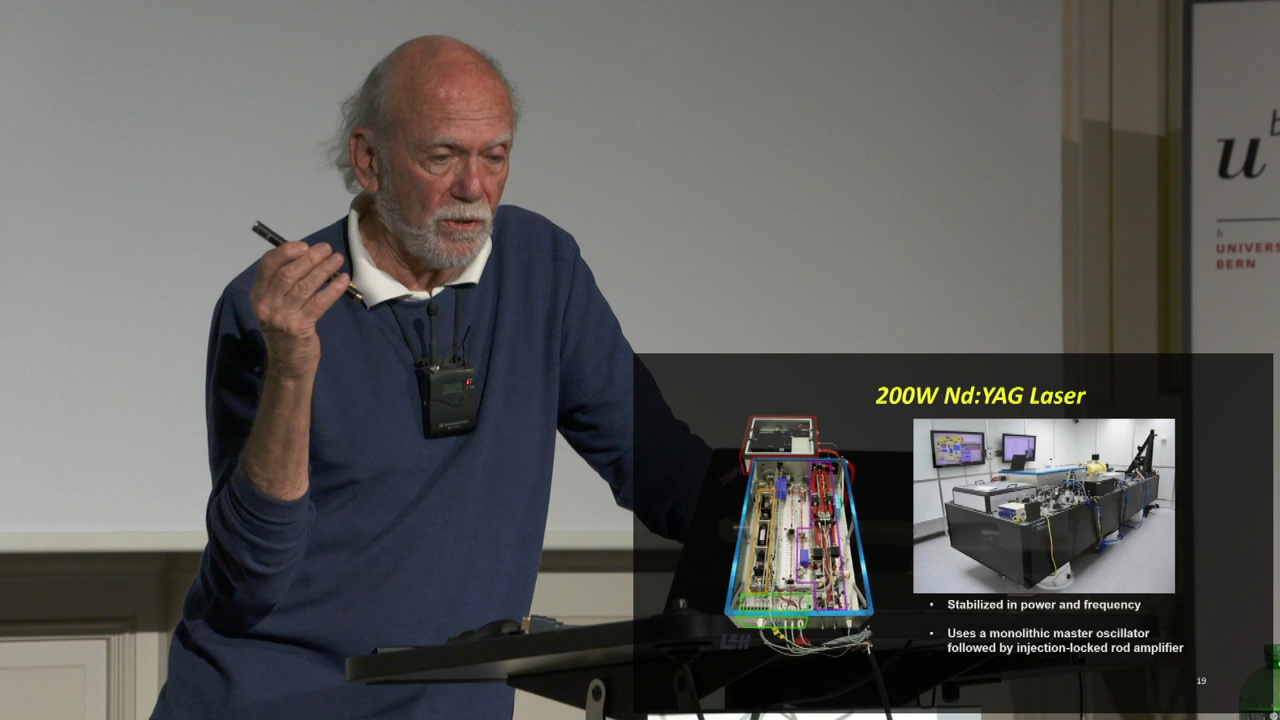 u
b
UNIVERS
BERN
200W Nd:YAG Laser
• Stabilized in power and frequency
• Uses a monolithic master oscillator
followed by injection-locked rod amplifier
19